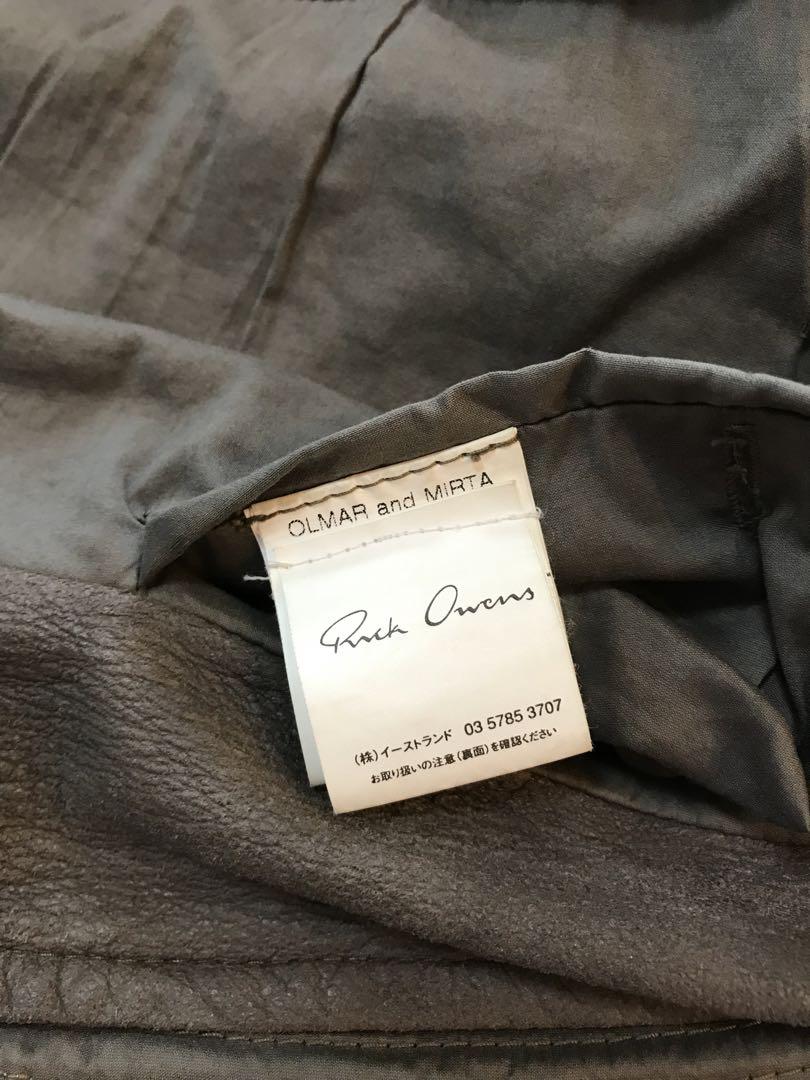 OLMAR and MIRTA
Rick Owens
(株)イーストランド 03 5785 3707
お取り扱いの注意(裏面)を確認ください